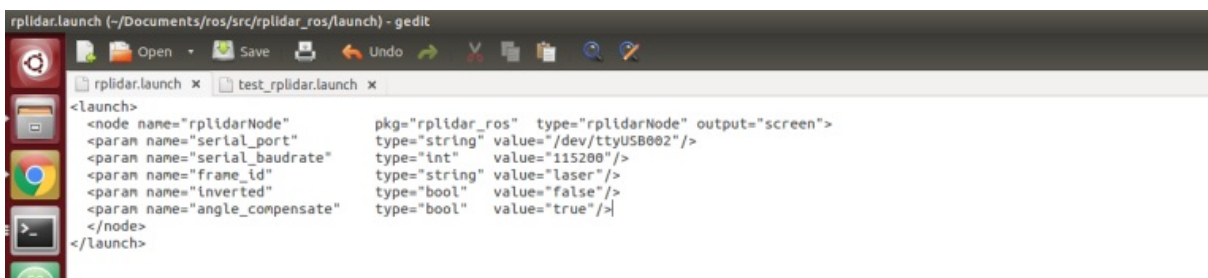 rplidar.launch (~/Documents/ros/src/rplidar_ros/launch) - gedit
Open Save Undo
rplidar.launch x test_rplidar.launch x
<launch>
<node name="rplidarNode" pkg="rplidar_ros" type="rplidarNode" output="screen">
<param name="serial_port" type="string" value="/dev/ttyUSB002"/>
<param name="serial_baudrate" type="int" value="115200"/>
<param name="frame_id" type="string" value="laser"/>
<param name="inverted" type="bool" value="false"/>
<param name="angle_compensate" type="bool" value="true"/>
</node>
</launch>